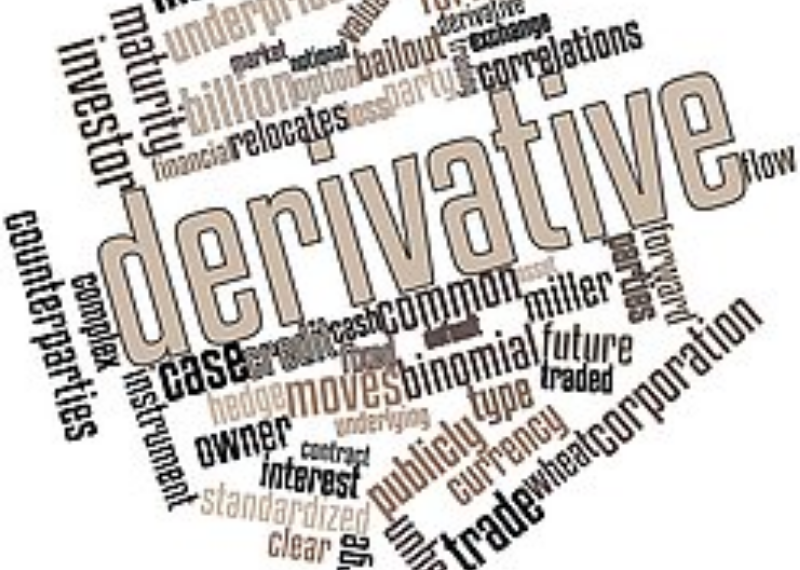 maturity
investor
value
derivative
exchange
market
notional
bailout
billion
option
correlations
party
loss
relocates
financial
derivative
flow
counterparties
complex
instrument
common
asset
miller
parties
forward
case
credit
cash
binomial
future
traded
hedge
moves
underlying
type
owner
contract
interest
publicly
currency
standardized
clear
trade
wheat
corporation